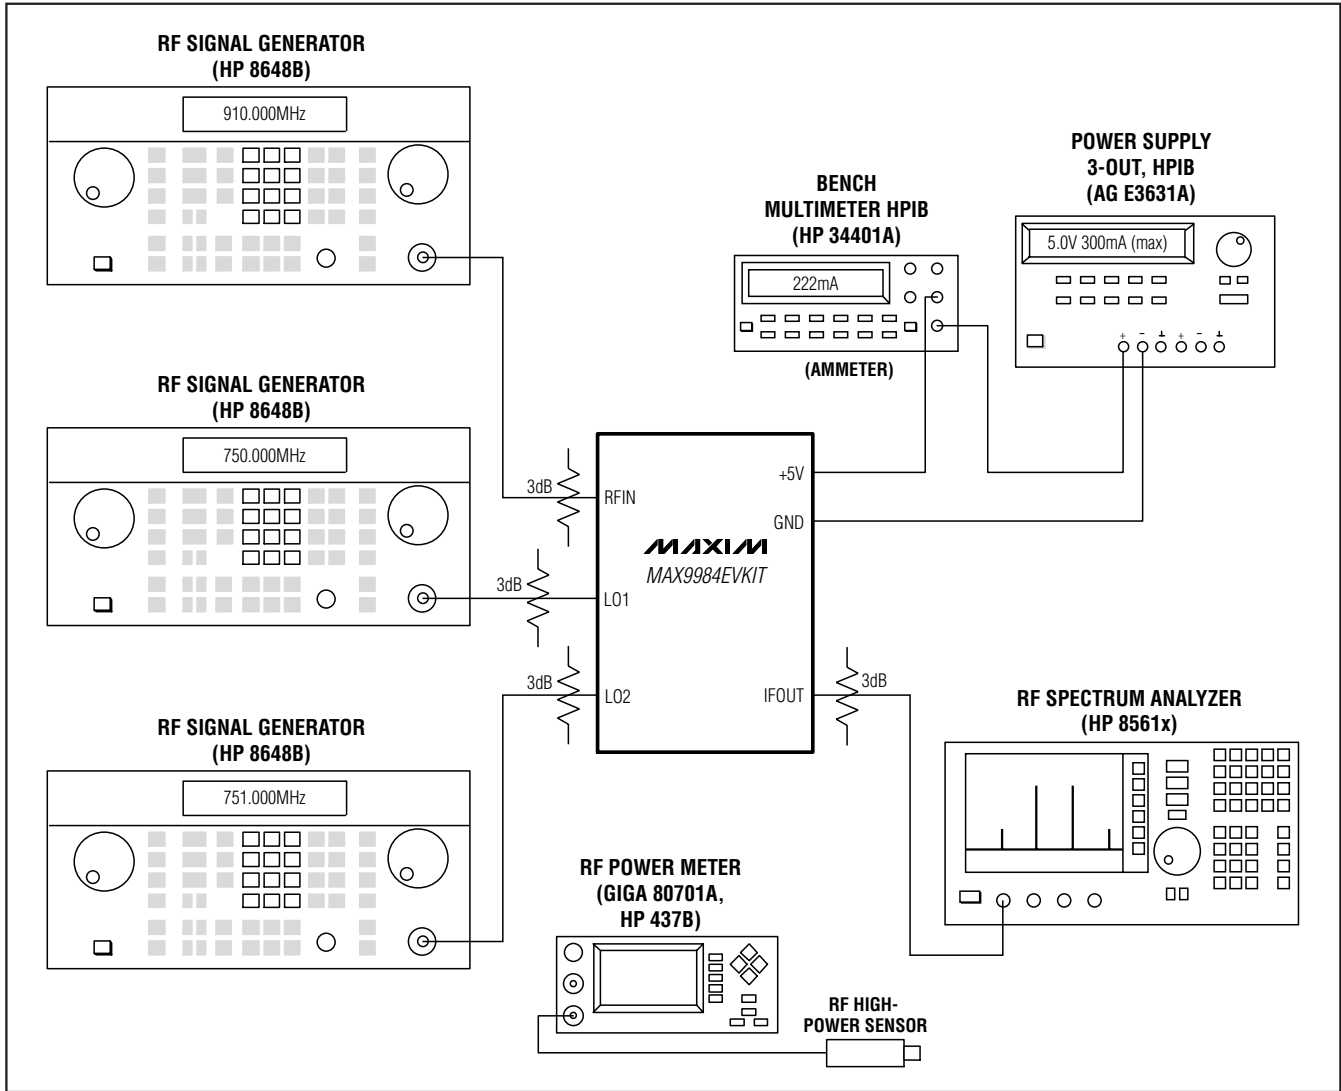 RF SIGNAL GENERATOR
(HP 8648B)
910.000MHz
RF SIGNAL GENERATOR
(HP 8648B)
750.000MHz
RF SIGNAL GENERATOR
(HP 8648B)
751.000MHz
BENCH
MULTIMETER HPIB
(HP 34401A)
222mA
(AMMETER)
POWER SUPPLY
3-OUT, HPIB
(AG E3631A)
5.0V 300mA (max)
+ - + -
3dB
RFIN
3dB
LO1
3dB
LO2
+5V
GND
MAXIM
MAX9984EVKIT
IFOUT
3dB
RF SPECTRUM ANALYZER
(HP 8561x)
RF POWER METER
(GIGA 80701A,
HP 437B)
RF HIGH-
POWER SENSOR